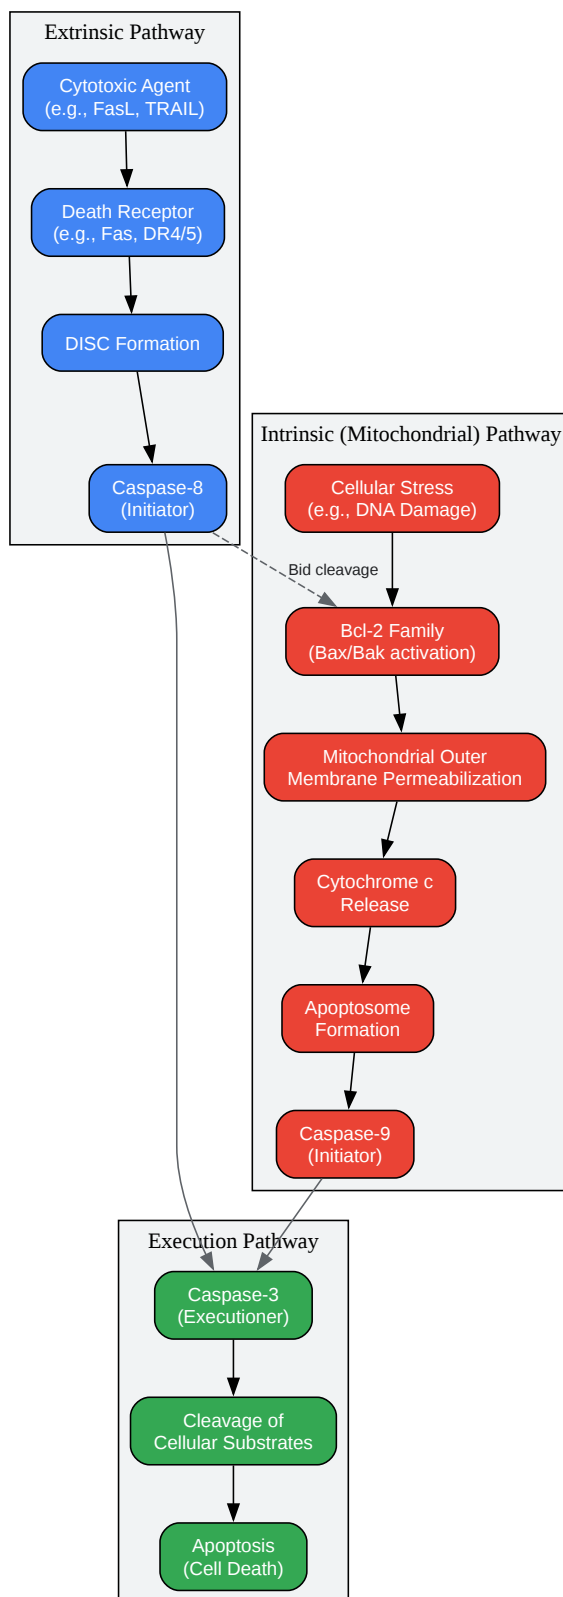 Extrinsic Pathway
Cytotoxic Agent
(e.g., FasL, TRAIL)
Death Receptor
(e.g., Fas, DR4/5)
DISC Formation
Caspase-8
(Initiator)
Intrinsic (Mitochondrial) Pathway
Cellular Stress
(e.g., DNA Damage)
Bid cleavage
Bcl-2 Family
(Bax/Bak activation)
Mitochondrial Outer
Membrane Permeabilization
Cytochrome c
Release
Apoptosome
Formation
Caspase-9
(Initiator)
Execution Pathway
Caspase-3
(Executioner)
Cleavage of
Cellular Substrates
Apoptosis
(Cell Death)